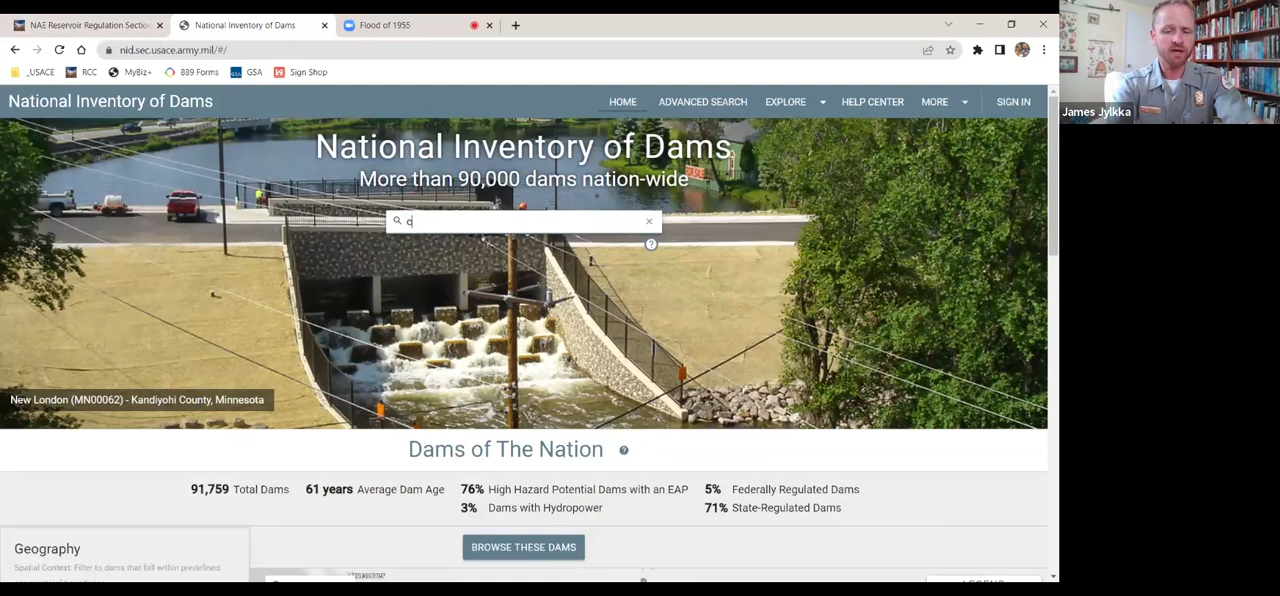 NAE Reservoir Regulation Section
National Inventory of Dams
Flood of 1955
nid.sec.usace.army.mil/#/
_USACE
RCC
MyBiz+
889 Forms
GSA
GSA
Sign Shop
National Inventory of Dams
HOME
ADVANCED SEARCH
EXPLORE
HELP CENTER
MORE
SIGN IN
National Inventory of Dams
More than 90,000 dams nation-wide
c
?
New London (MN00062) - Kandiyohi County, Minnesota
Dams of The Nation ?
91,759 Total Dams
61 years Average Dam Age
76% High Hazard Potential Dams with an EAP
3% Dams with Hydropower
5% Federally Regulated Dams
71% State-Regulated Dams
BROWSE THESE DAMS
Geography
Spatial Context: Filter to dams that fall within predefined
Vancouver
LEGEND
James Jylkka